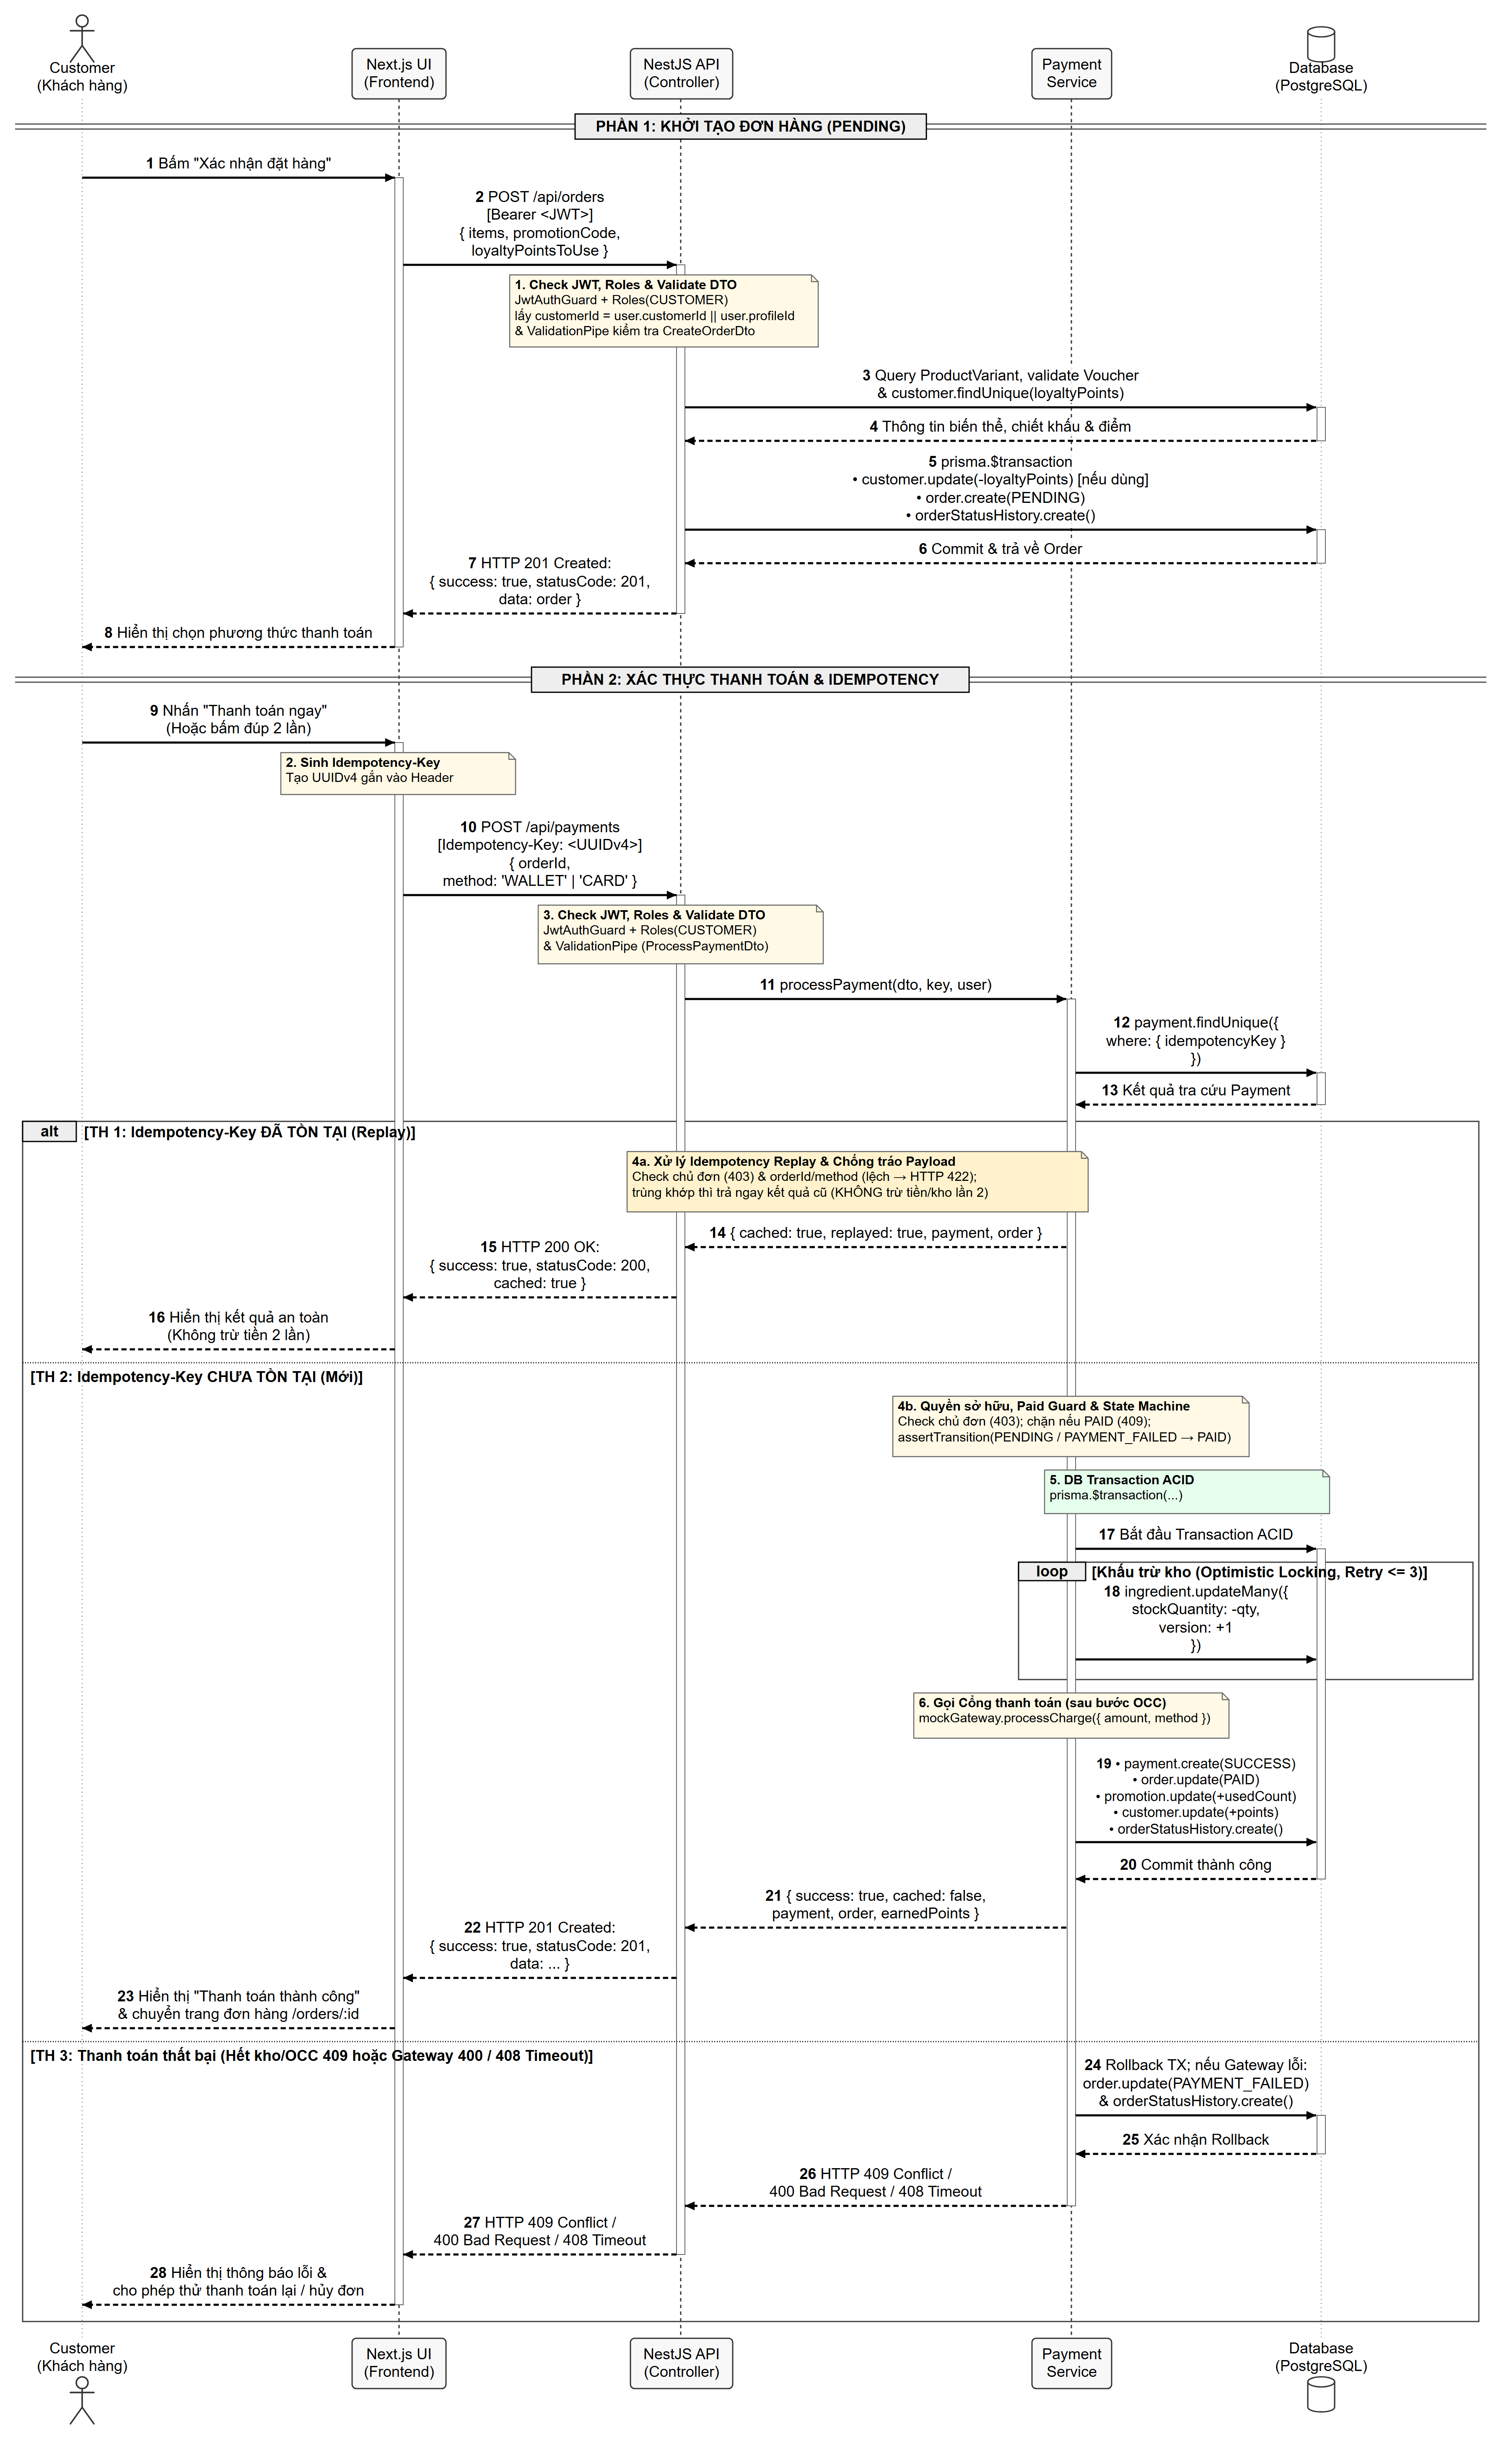 Customer
(Khách hàng)
Next.js UI
(Frontend)
NestJS API
(Controller)
Payment
Service
Database
(PostgreSQL)
PHẦN 1: KHỞI TẠO ĐƠN HÀNG (PENDING)
1 Bấm "Xác nhận đặt hàng"
2 POST /api/orders
[Bearer <JWT>]
{ items, promotionCode,
loyaltyPointsToUse }
1. Check JWT, Roles & Validate DTO
JwtAuthGuard + Roles(CUSTOMER)
lấy customerId = user.customerId || user.profileId
& ValidationPipe kiểm tra CreateOrderDto
3 Query ProductVariant, validate Voucher
& customer.findUnique(loyaltyPoints)
4 Thông tin biến thể, chiết khấu & điểm
5 prisma.$transaction
• customer.update(-loyaltyPoints) [nếu dùng]
• order.create(PENDING)
• orderStatusHistory.create()
6 Commit & trả về Order
7 HTTP 201 Created:
{ success: true, statusCode: 201,
data: order }
8 Hiển thị chọn phương thức thanh toán
PHẦN 2: XÁC THỰC THANH TOÁN & IDEMPOTENCY
9 Nhấn "Thanh toán ngay"
(Hoặc bấm đúp 2 lần)
2. Sinh Idempotency-Key
Tạo UUIDv4 gắn vào Header
10 POST /api/payments
[Idempotency-Key: <UUIDv4>]
{ orderId,
method: 'WALLET' | 'CARD' }
3. Check JWT, Roles & Validate DTO
JwtAuthGuard + Roles(CUSTOMER)
& ValidationPipe (ProcessPaymentDto)
11 processPayment(dto, key, user)
12 payment.findUnique({
where: { idempotencyKey }
})
13 Kết quả tra cứu Payment
alt [TH 1: Idempotency-Key ĐÃ TỒN TẠI (Replay)]
4a. Xử lý Idempotency Replay & Chống tráo Payload
Check chủ đơn (403) & orderId/method (lệch → HTTP 422);
trùng khớp thì trả ngay kết quả cũ (KHÔNG trừ tiền/kho lần 2)
14 { cached: true, replayed: true, payment, order }
15 HTTP 200 OK:
{ success: true, statusCode: 200,
cached: true }
16 Hiển thị kết quả an toàn
(Không trừ tiền 2 lần)
[TH 2: Idempotency-Key CHƯA TỒN TẠI (Mới)]
4b. Quyền sở hữu, Paid Guard & State Machine
Check chủ đơn (403); chặn nếu PAID (409);
assertTransition(PENDING / PAYMENT_FAILED → PAID)
5. DB Transaction ACID
prisma.$transaction(...)
17 Bắt đầu Transaction ACID
loop [Khấu trừ kho (Optimistic Locking, Retry <= 3)]
18 ingredient.updateMany({
stockQuantity: -qty,
version: +1
})
6. Gọi Cổng thanh toán (sau bước OCC)
mockGateway.processCharge({ amount, method })
19 • payment.create(SUCCESS)
• order.update(PAID)
• promotion.update(+usedCount)
• customer.update(+points)
• orderStatusHistory.create()
20 Commit thành công
21 { success: true, cached: false,
payment, order, earnedPoints }
22 HTTP 201 Created:
{ success: true, statusCode: 201,
data: ... }
23 Hiển thị "Thanh toán thành công"
& chuyển trang đơn hàng /orders/:id
[TH 3: Thanh toán thất bại (Hết kho/OCC 409 hoặc Gateway 400 / 408 Timeout)]
24 Rollback TX; nếu Gateway lỗi:
order.update(PAYMENT_FAILED)
& orderStatusHistory.create()
25 Xác nhận Rollback
26 HTTP 409 Conflict /
400 Bad Request / 408 Timeout
27 HTTP 409 Conflict /
400 Bad Request / 408 Timeout
28 Hiển thị thông báo lỗi &
cho phép thử thanh toán lại / hủy đơn
Customer
(Khách hàng)
Next.js UI
(Frontend)
NestJS API
(Controller)
Payment
Service
Database
(PostgreSQL)